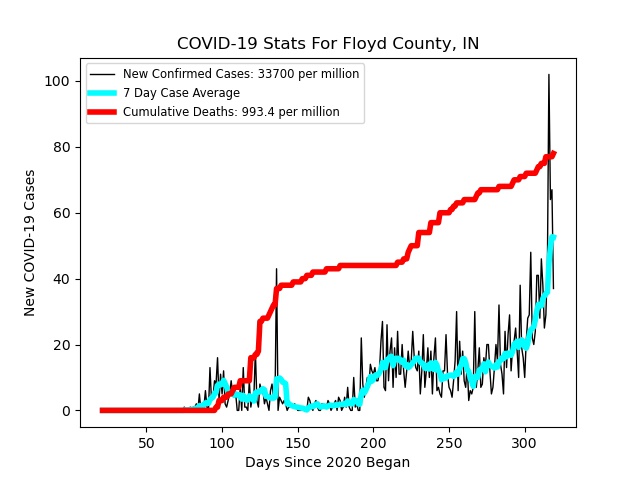 COVID-19 Stats For Floyd County, IN
New Confirmed Cases: 33700 per million
7 Day Case Average
Cumulative Deaths: 993.4 per million
New COVID-19 Cases
100
80
60
40
20
0
50 100 150 200 250 300
Days Since 2020 Began